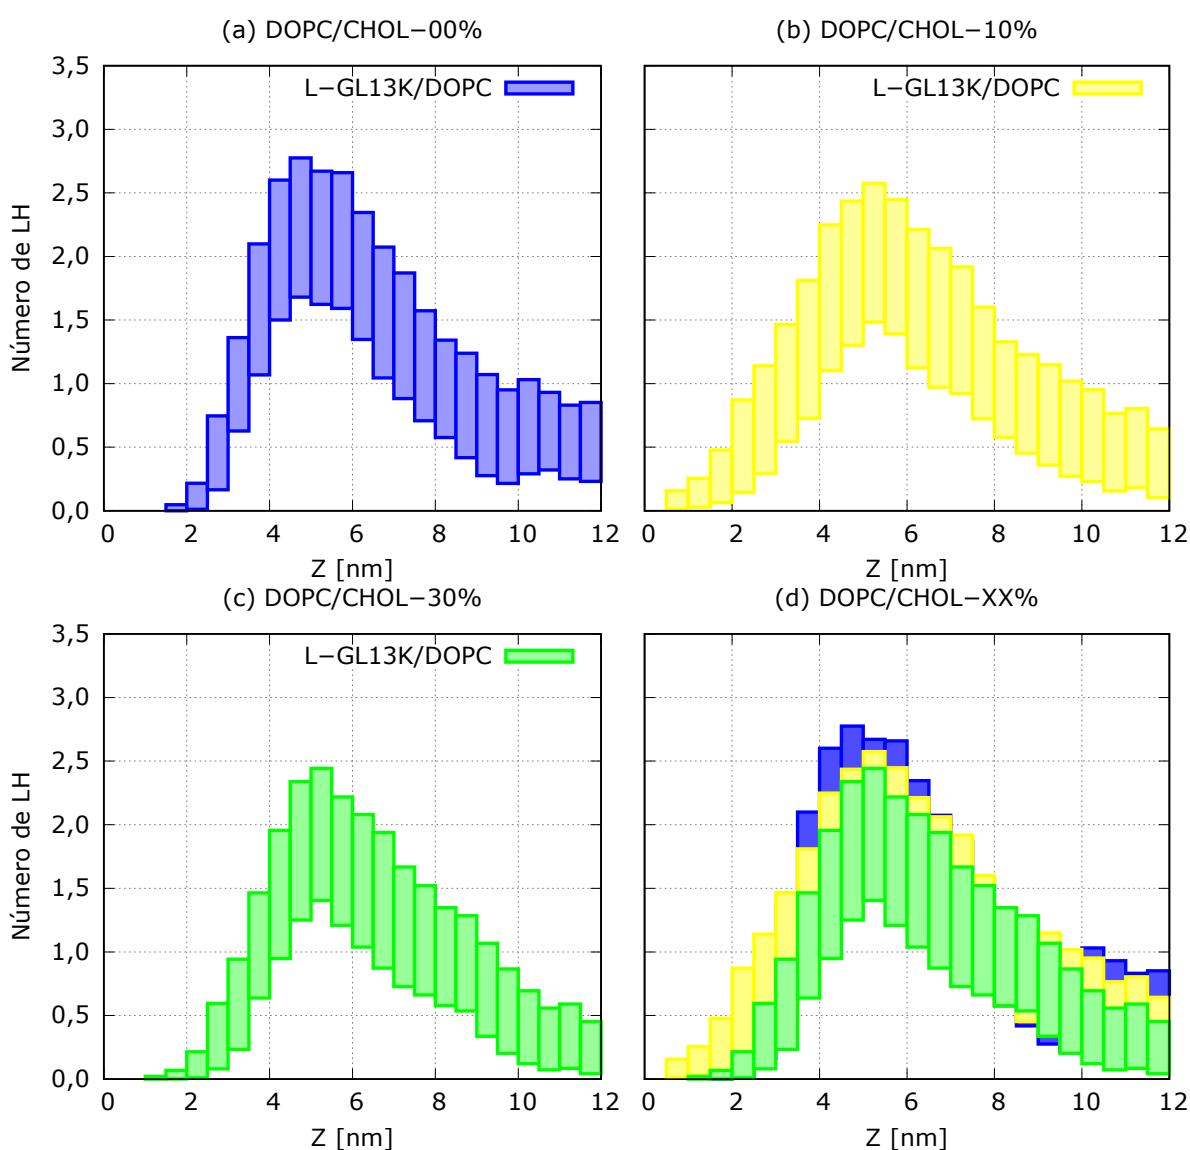 (a) DOPC/CHOL−00%
(b) DOPC/CHOL−10%
3,5
L−GL13K/DOPC
L−GL13K/DOPC
3,0
2,5
2,0
1,5
1,0
0,5
0,0
Número de LH
0 2 4 6 8 10 12
0 2 4 6 8 10 12
Z [nm]
Z [nm]
(c) DOPC/CHOL−30%
(d) DOPC/CHOL−XX%
3,5
L−GL13K/DOPC
3,0
2,5
2,0
1,5
1,0
0,5
0,0
Número de LH
0 2 4 6 8 10 12
0 2 4 6 8 10 12
Z [nm]
Z [nm]